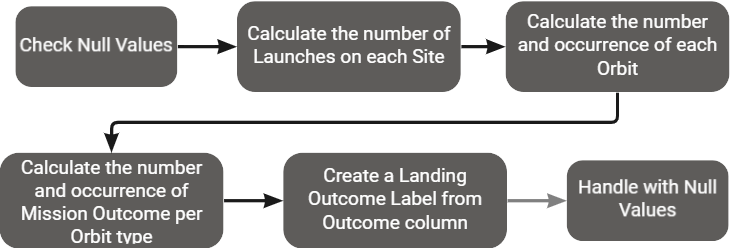 Check Null Values
Calculate the number of
Launches on each Site
Calculate the number
and occurrence of each
Orbit
Calculate the number
and occurrence of
Mission Outcome per
Orbit type
Create a Landing
Outcome Label from
Outcome column
Handle with Null
Values